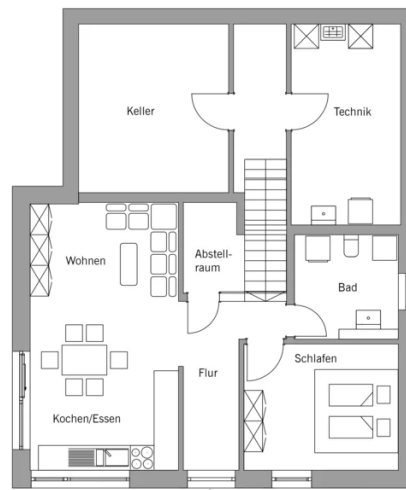 Keller
Technik
Wohnen
Abstell-
raum
Bad
Schlafen
Flur
Kochen/Essen